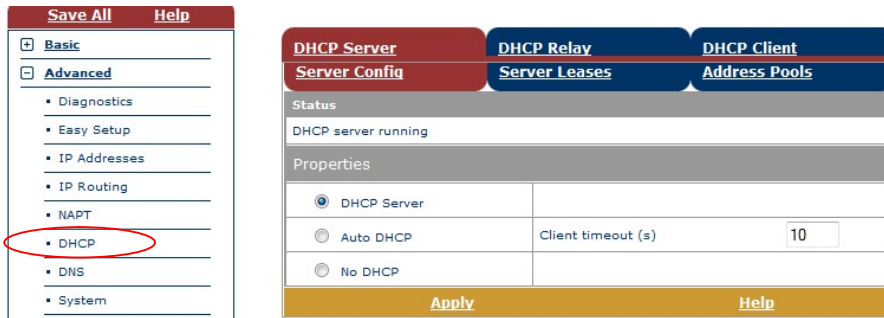 Save All Help
Basic
Advanced
Diagnostics
Easy Setup
IP Addresses
IP Routing
NAPT
DHCP
DNS
System
DHCP Server DHCP Relay DHCP Client
Server Config Server Leases Address Pools
Status
DHCP server running
Properties
DHCP Server
Auto DHCP Client timeout (s) 10
No DHCP
Apply Help